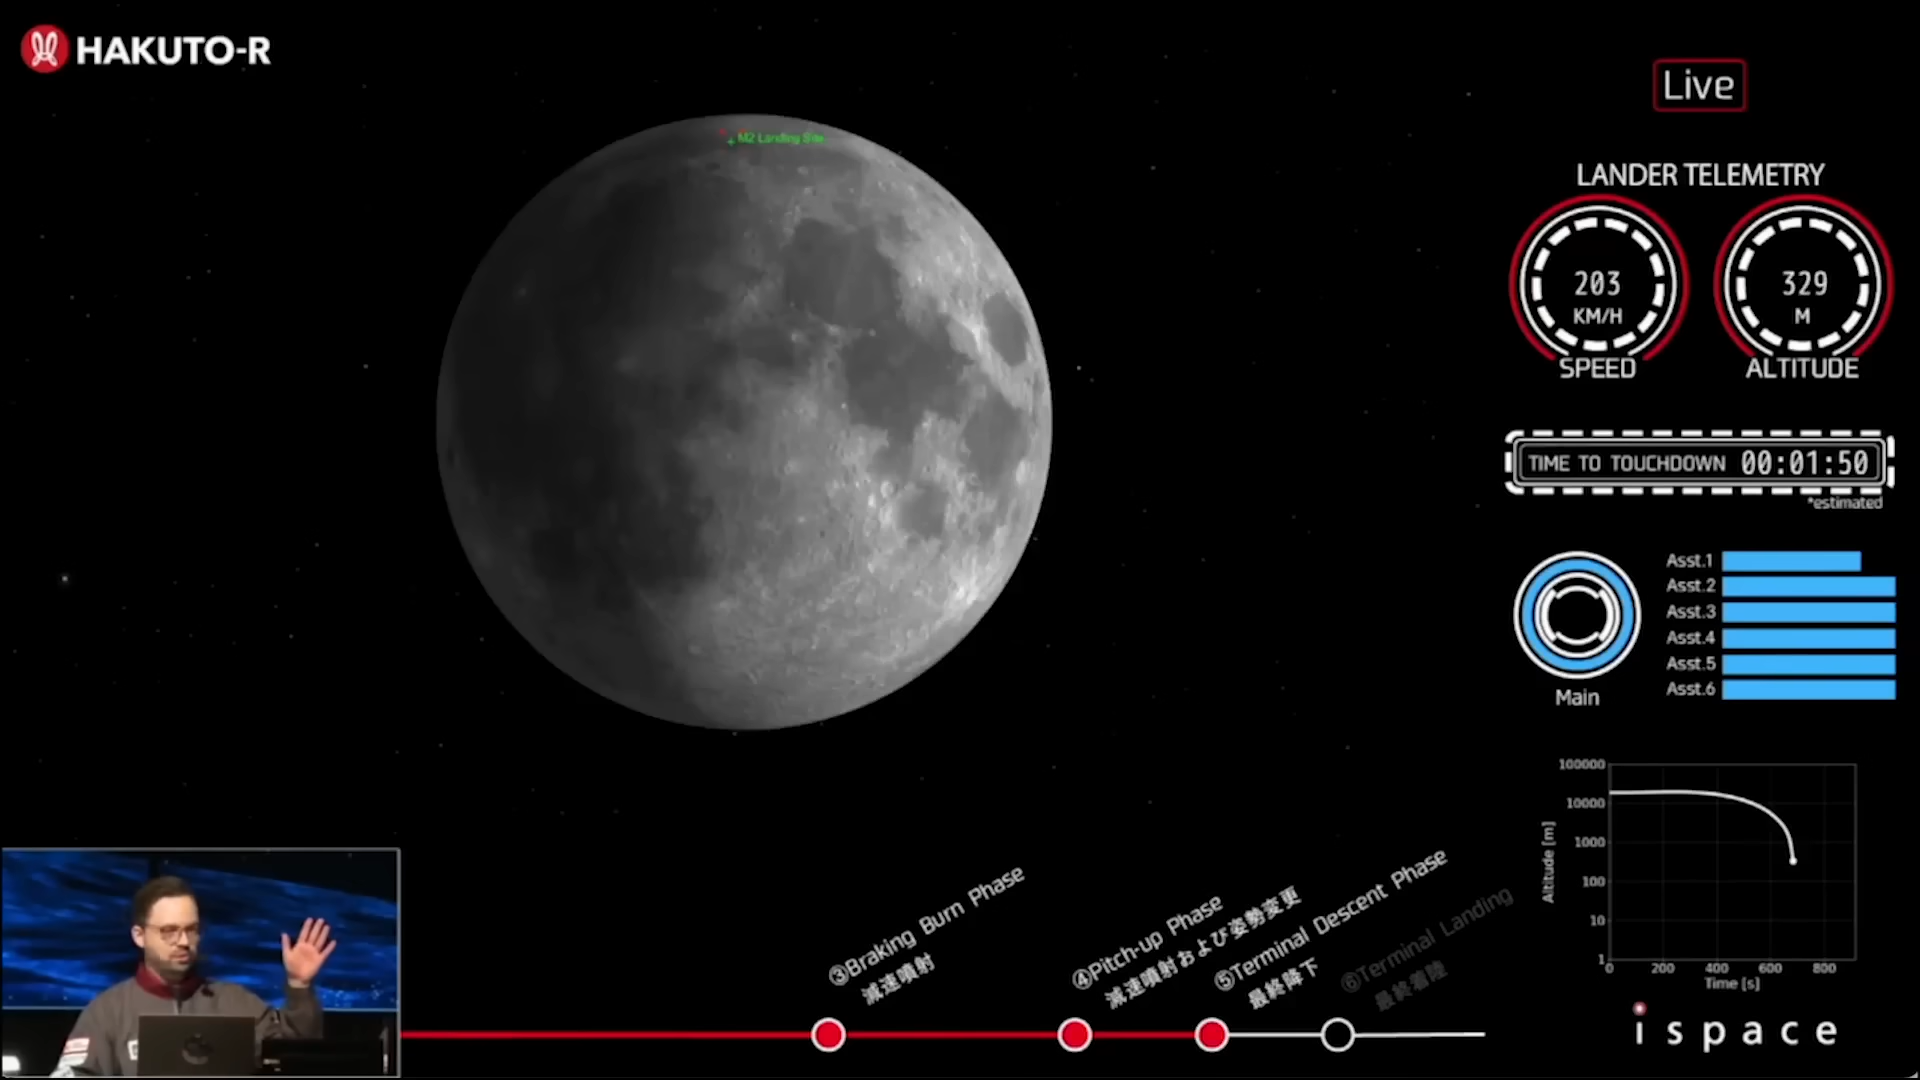 HAKUTO-R
Live
M2 Landing Site
LANDER TELEMETRY
203
KM/H
SPEED
329
M
ALTITUDE
TIME TO TOUCHDOWN 00:01:50
*estimated
Main
Asst.1
Asst.2
Asst.3
Asst.4
Asst.5
Asst.6
100000
10000
1000
100
10
1
Altitude [m]
0 200 400 600 800
Time [s]
③Braking Burn Phase
減速噴射
④Pitch-up Phase
減速噴射および姿勢変更
⑤Terminal Descent Phase
最終降下
⑥Terminal Landing
最終着陸
ispace